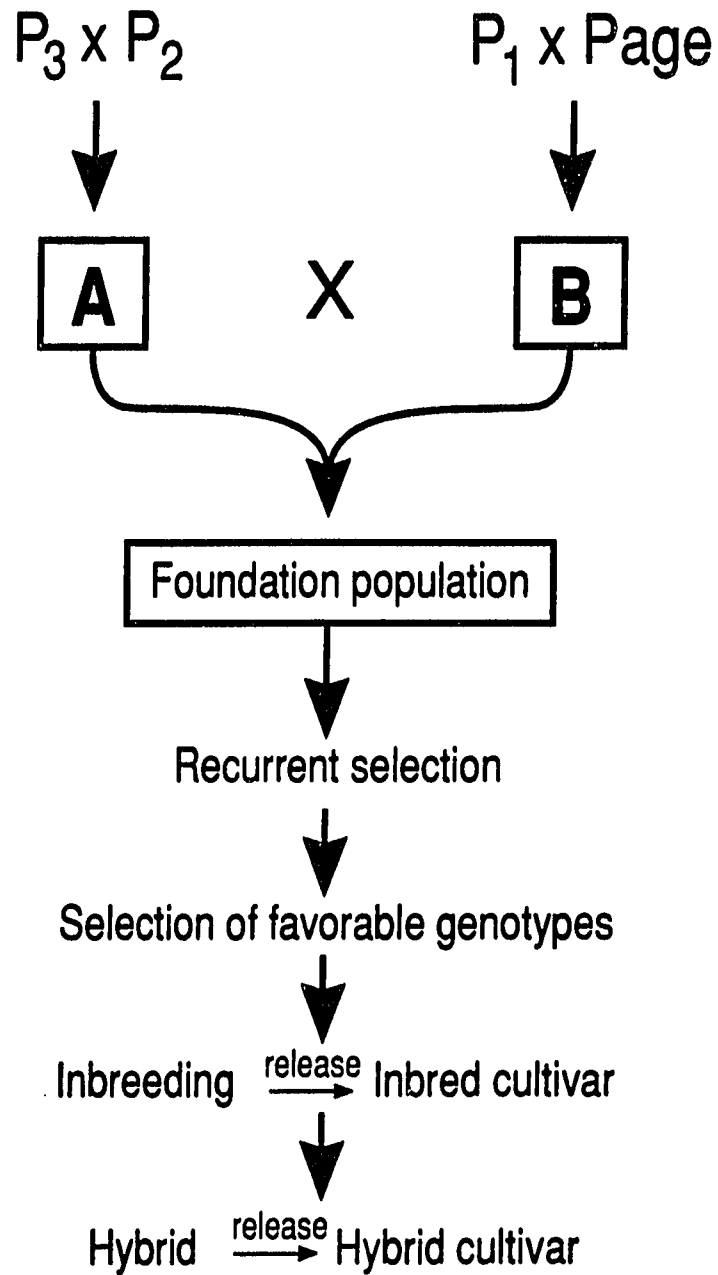 P3 x P2 P1 x Page
A X B
Foundation population
Recurrent selection
Selection of favorable genotypes
Inbreeding release Inbred cultivar
Hybrid release Hybrid cultivar